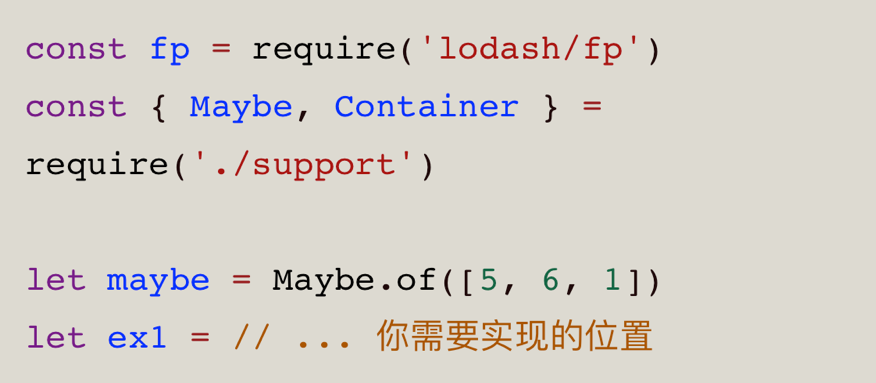 const fp = require('lodash/fp')
const { Maybe, Container } =
require('./support')
let maybe = Maybe.of([5, 6, 1])
let ex1 = // ... 你需要实现的位置